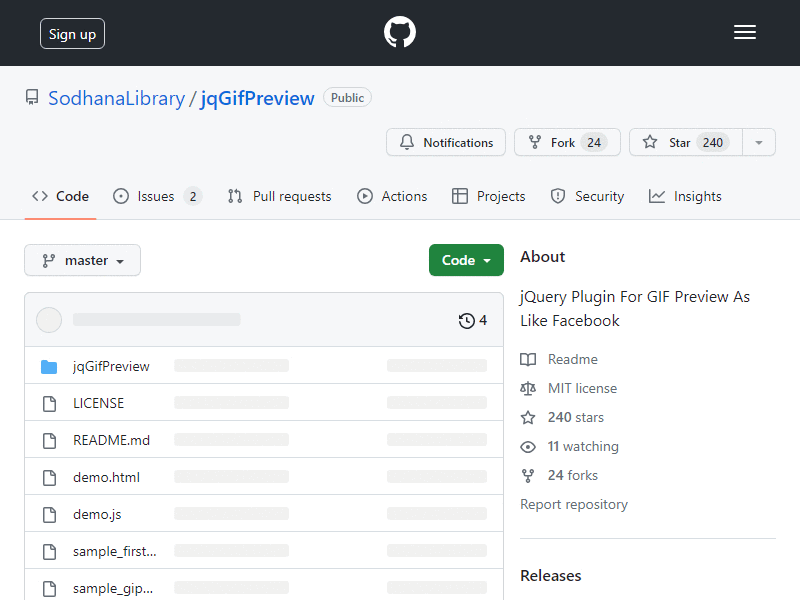 Sign up
SodhanaLibrary / jqGifPreview Public
Notifications Fork 24 Star 240
Code Issues 2 Pull requests Actions Projects Security Insights
master Code
4
jqGifPreview
LICENSE
README.md
demo.html
demo.js
sample_first...
sample_gip...
About
jQuery Plugin For GIF Preview As
Like Facebook
Readme
MIT license
240 stars
11 watching
24 forks
Report repository
Releases